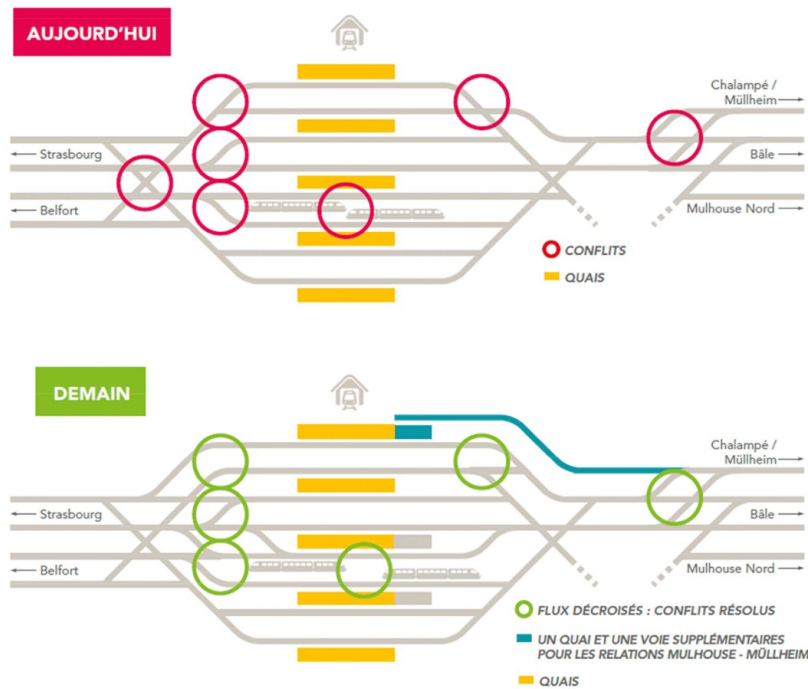 AUJOURD'HUI
Chalampé /
Müllheim
Strasbourg
Bâle
Belfort
Mulhouse Nord
CONFLITS
QUAIS
DEMAIN
Chalampé /
Müllheim
Strasbourg
Bâle
Belfort
Mulhouse Nord
FLUX DÉCROISÉS : CONFLITS RÉSOLUS
UN QUAI ET UNE VOIE SUPPLÉMENTAIRES
POUR LES RELATIONS MULHOUSE - MÜLLHEIM
QUAIS